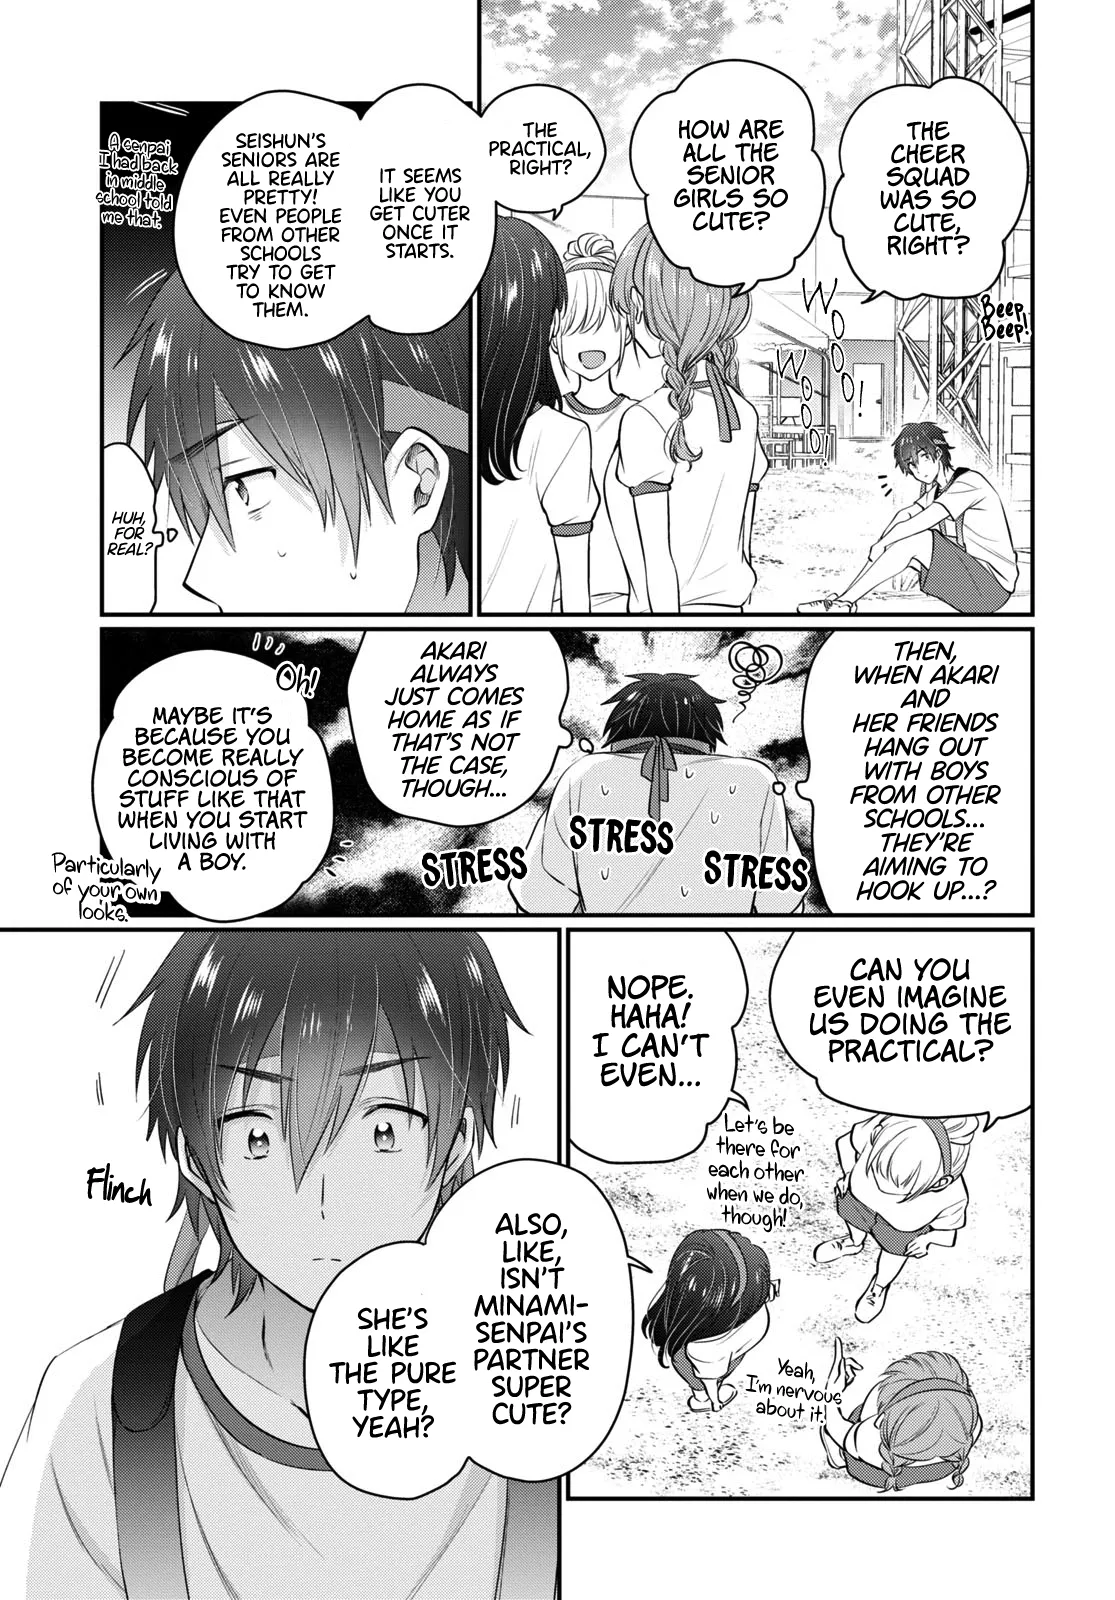 THE
CHEER
SQUAD
WAS SO
CUTE,
RIGHT?
HOW ARE
ALL THE
SENIOR
GIRLS SO
CUTE?
Beep,
Beep!
WOOO!
WOOO!
THE
PRACTICAL,
RIGHT?
IT SEEMS
LIKE YOU
GET CUTER
ONCE IT
STARTS.
SEISHUN'S
SENIORS ARE
ALL REALLY
PRETTY!
EVEN PEOPLE
FROM OTHER
SCHOOLS
TRY TO GET
TO KNOW
THEM.
A senpai
I had back
in middle
school told
me that.
HUH,
FOR
REAL?
THEN,
WHEN AKARI
AND
HER FRIENDS
HANG OUT
WITH BOYS
FROM OTHER
SCHOOLS...
THEY'RE
AIMING TO
HOOK UP...?
STRESS
STRESS
STRESS
AKARI
ALWAYS
JUST COMES
HOME AS IF
THAT'S NOT
THE CASE,
THOUGH...
Oh!
MAYBE IT'S
BECAUSE YOU
BECOME REALLY
CONSCIOUS OF
STUFF LIKE THAT
WHEN YOU START
LIVING WITH
A BOY.
Particularly
of your own
looks.
CAN YOU
EVEN IMAGINE
US DOING THE
PRACTICAL?
NOPE.
HAHA!
I CAN'T
EVEN...
Let's be
there for
each other
when we do,
though!
Yeah,
I'm nervous
about it!
ALSO,
LIKE,
ISN'T
MINAMI-
SENPAI'S
PARTNER
SUPER
CUTE?
SHE'S
LIKE
THE PURE
TYPE,
YEAH?
Flinch